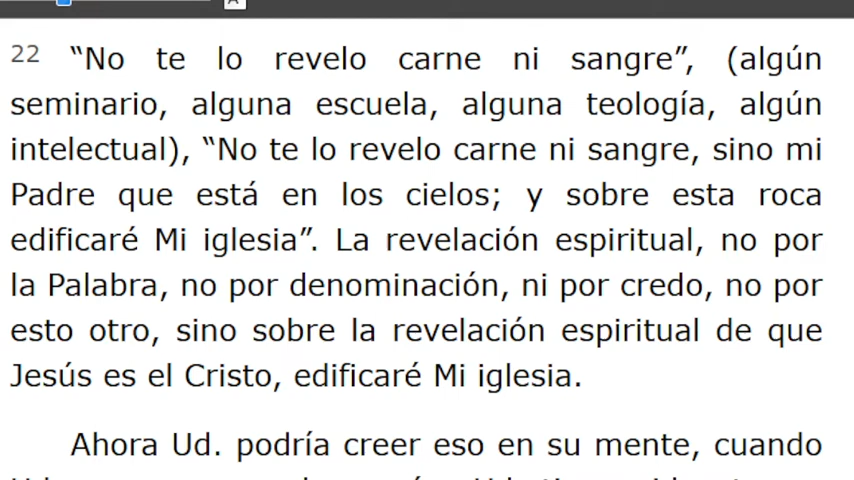 22 “No te lo revelo carne ni sangre”, (algún
seminario, alguna escuela, alguna teología, algún
intelectual), “No te lo revelo carne ni sangre, sino mi
Padre que está en los cielos; y sobre esta roca
edificaré Mi iglesia”. La revelación espiritual, no por
la Palabra, no por denominación, ni por credo, no por
esto otro, sino sobre la revelación espiritual de que
Jesús es el Cristo, edificaré Mi iglesia.
Ahora Ud. podría creer eso en su mente, cuando